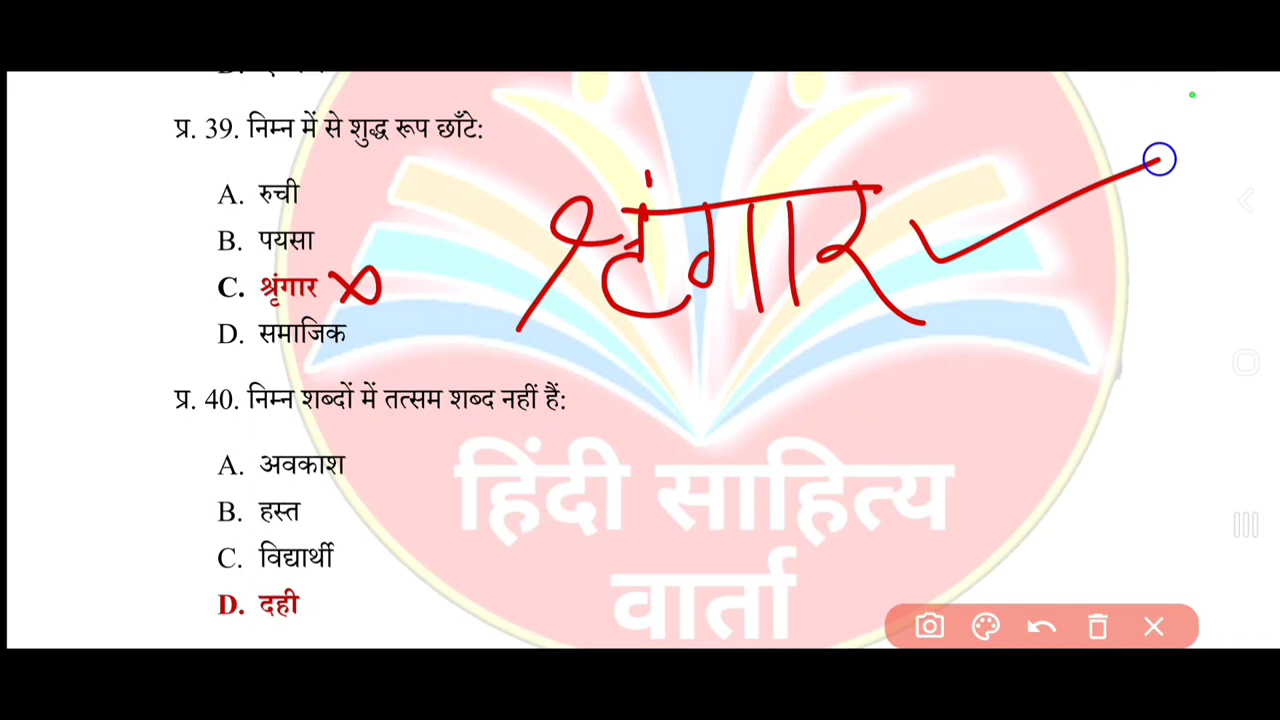 प्र. 39. निम्न में से शुद्ध रूप छाँटे:
A. रुची
B. पयसा
C. श्रृंगार
शृंगार
D. समाजिक
प्र. 40. निम्न शब्दों में तत्सम शब्द नहीं हैं:
A. अवकाश
B. हस्त
C. विद्यार्थी
D. दही
हिंदी साहित्य
वार्ता